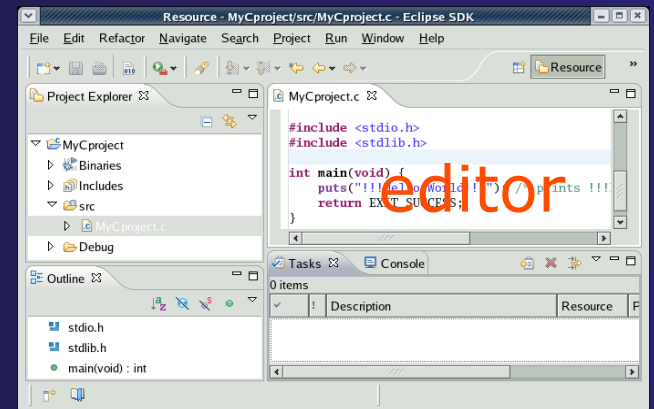 Resource - MyCproject/src/MyCproject.c - Eclipse SDK
File Edit Refactor Navigate Search Project Run Window Help
010 Resource »
Project Explorer
MyCproject
Binaries
Includes
src
MyCproject.c
Debug
MyCproject.c
#include <stdio.h>
#include <stdlib.h>
int main(void) {
puts("!!!Hello World!!!"); /* prints !!!
return EXIT_SUCCESS;
}
editor
Outline
stdio.h
stdlib.h
main(void) : int
Tasks Console
0 items
! Description Resource P